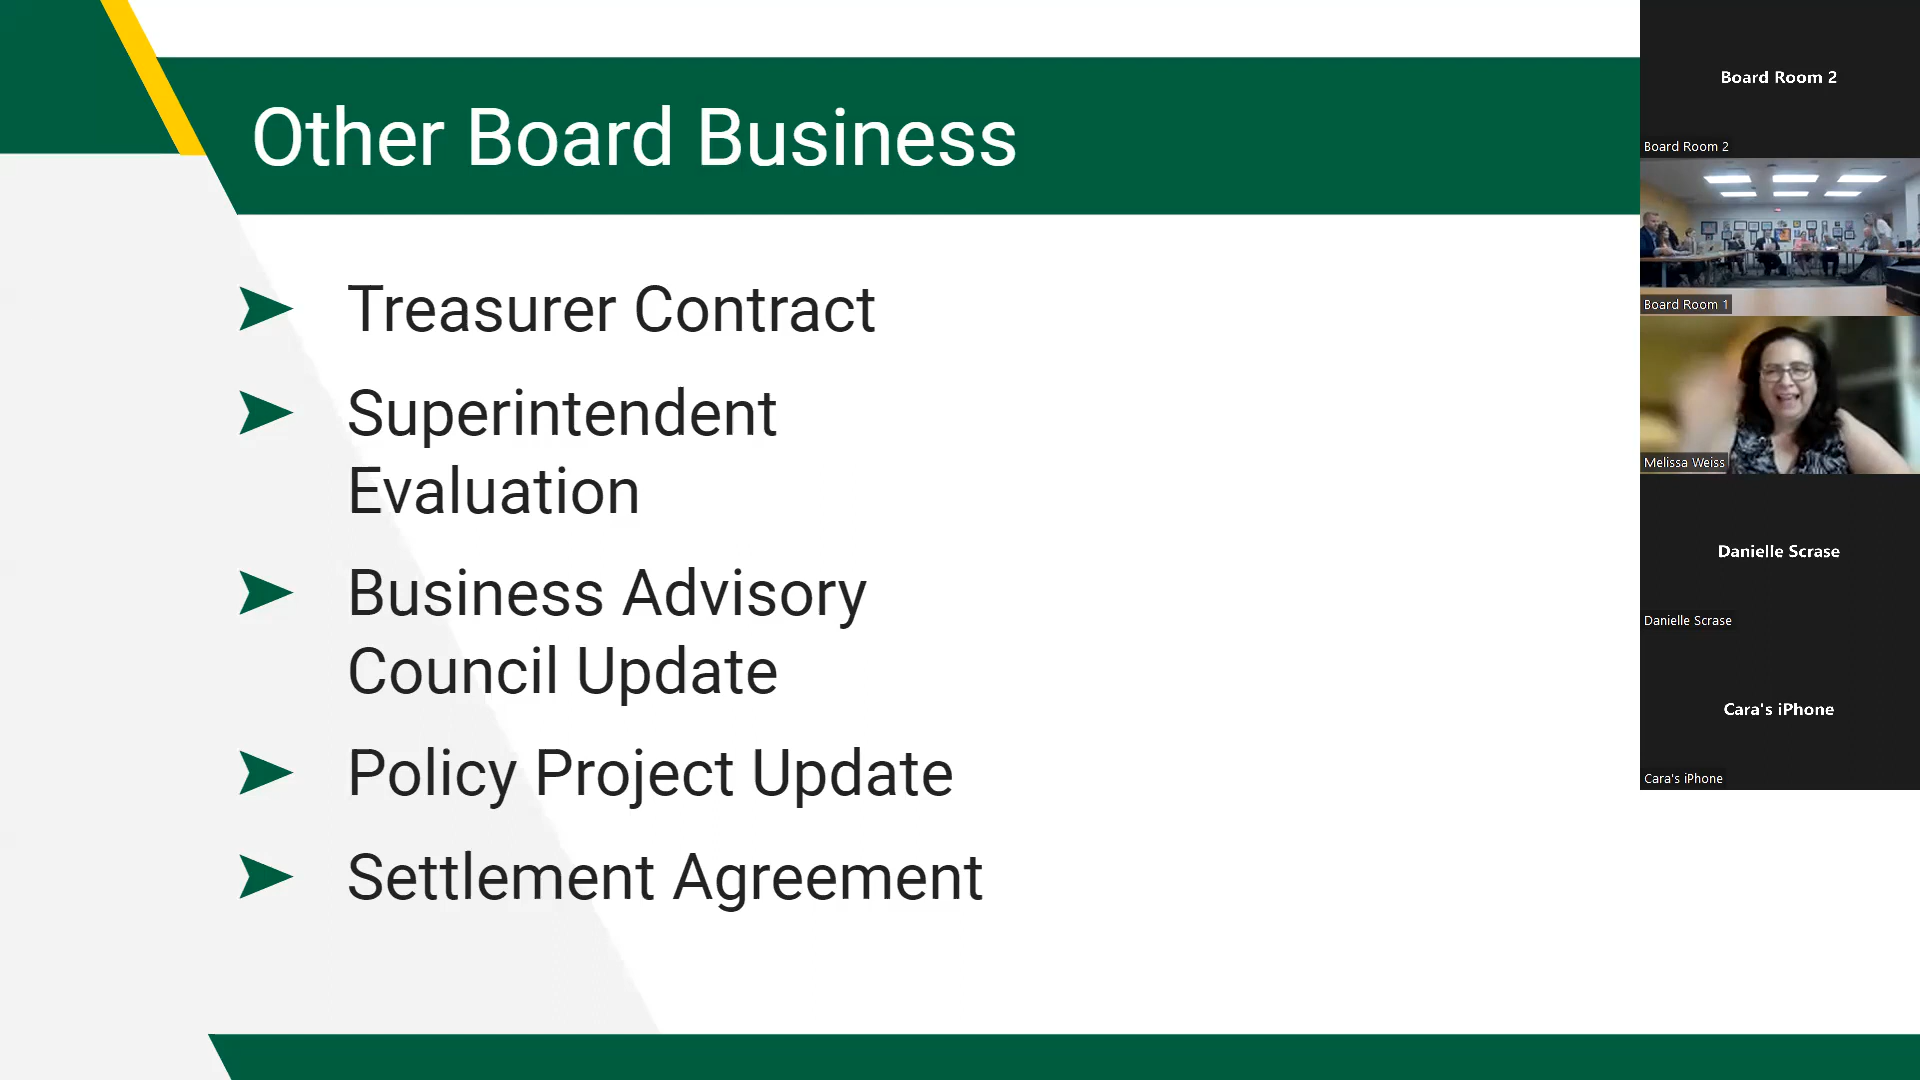 Other Board Business
Treasurer Contract
Superintendent
Evaluation
Business Advisory
Council Update
Policy Project Update
Settlement Agreement
Board Room 2
Board Room 2
Board Room 1
Melissa Weiss
Danielle Scrase
Danielle Scrase
Cara's iPhone
Cara's iPhone